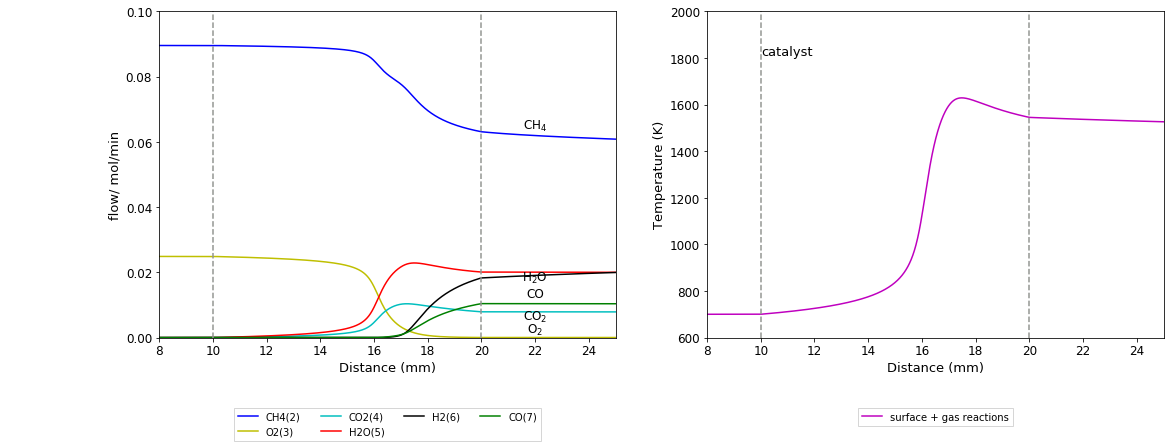 0.10
0.08
0.06
0.04
0.02
0.00
flow/ mol/min
CH4
H2O
CO
CO2
O2
8 10 12 14 16 18 20 22 24
Distance (mm)
CH4(2) CO2(4) H2(6) CO(7)
O2(3) H2O(5)
2000
1800
1600
1400
1200
1000
800
600
Temperature (K)
catalyst
8 10 12 14 16 18 20 22 24
Distance (mm)
surface + gas reactions